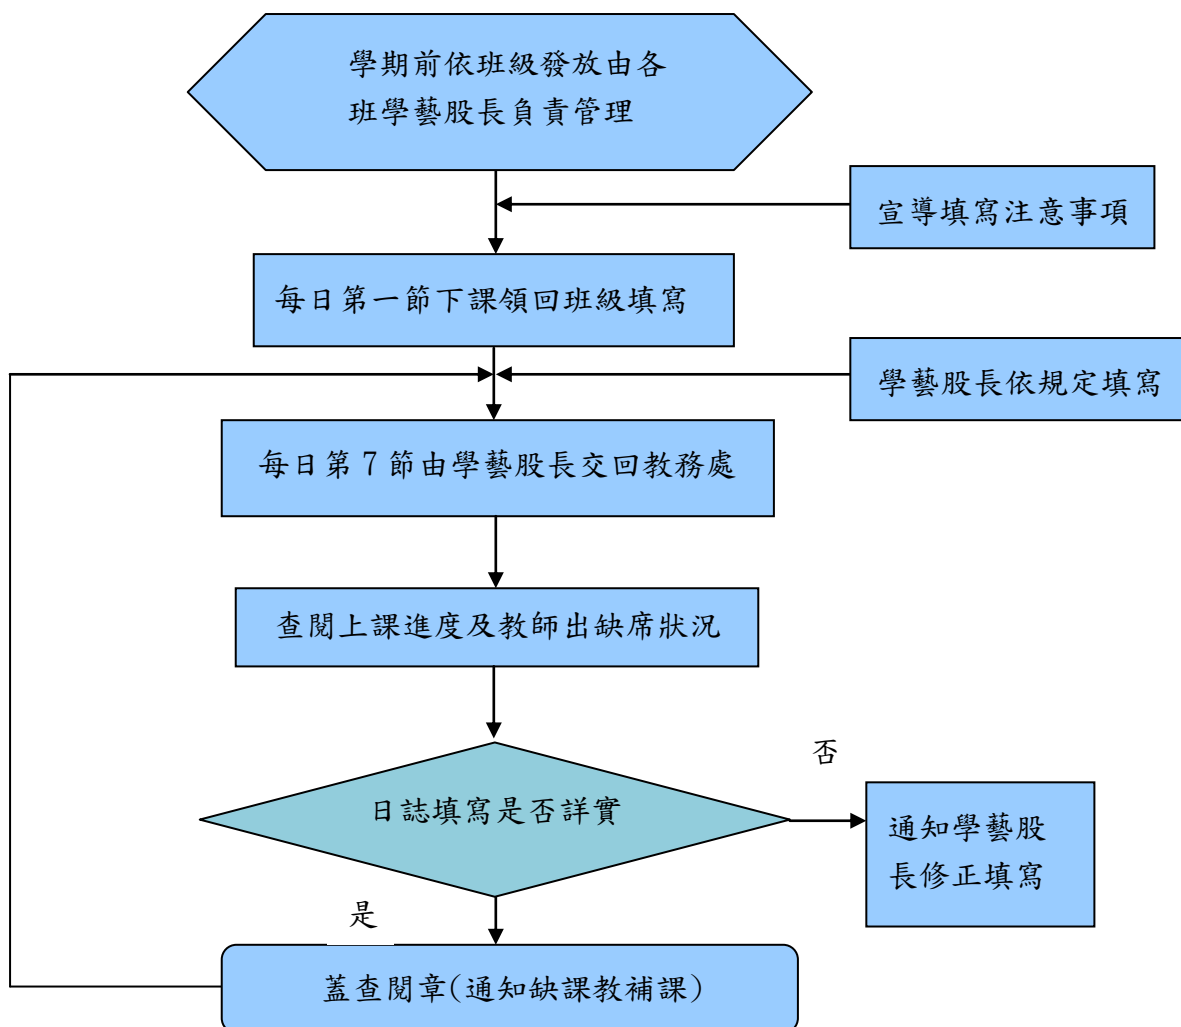 學期前依班級發放由各
班學藝股長負責管理
宣導填寫注意事項
每日第一節下課領回班級填寫
學藝股長依規定填寫
每日第 7 節由學藝股長交回教務處
查閱上課進度及教師出缺席狀況
否
日誌填寫是否詳實
通知學藝股
長修正填寫
是
蓋查閱章(通知缺課教補課)